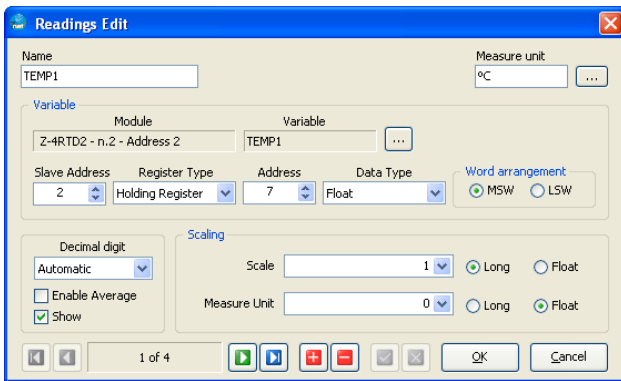 Readings Edit
Name
Measure unit
TEMP1
ºC
...
Variable
Module
Variable
Z-4RTD2 - n.2 - Address 2
TEMP1
...
Slave Address
Register Type
Address
Data Type
Word arrangement
2
Holding Register
7
Float
MSW
LSW
Decimal digit
Scaling
Automatic
Scale
1
Long
Float
Enable Average
Show
Measure Unit
0
Long
Float
1 of 4
OK
Cancel